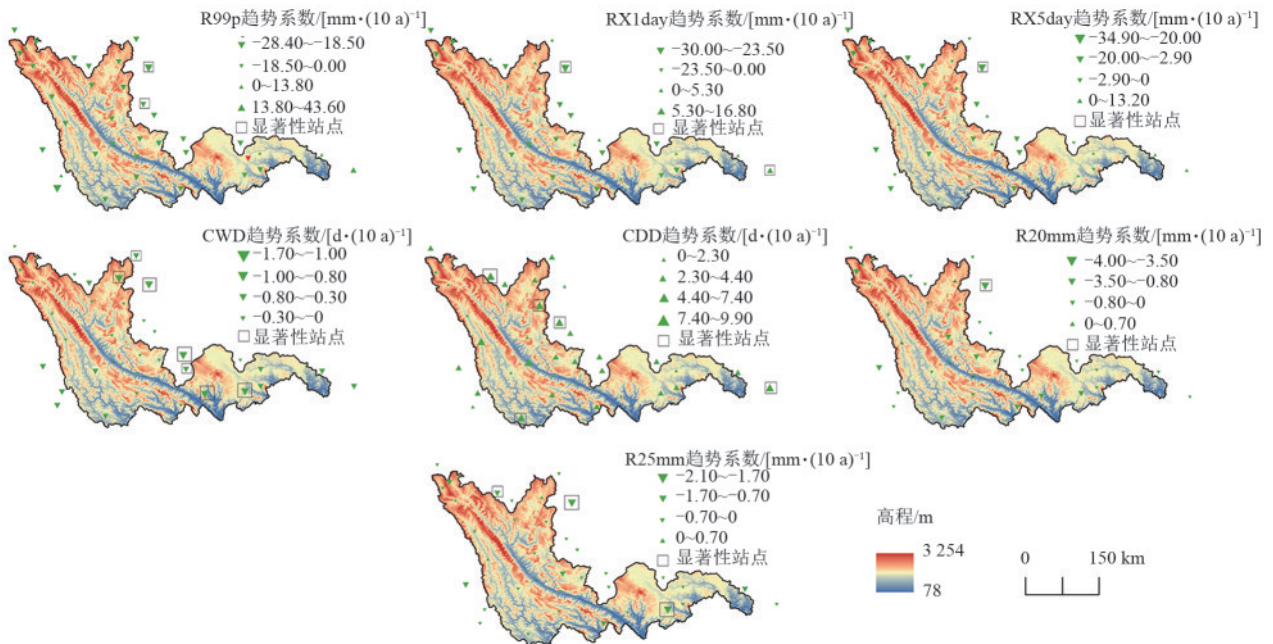 R99p趋势系数/[mm·(10 a)⁻¹]
−28.40~−18.50
−18.50~0.00
0~13.80
13.80~43.60
显著性站点
RX1day趋势系数/[mm·(10 a)⁻¹]
−30.00~−23.50
−23.50~0.00
0~5.30
5.30~16.80
显著性站点
RX5day趋势系数/[mm·(10 a)⁻¹]
−34.90~−20.00
−20.00~−2.90
−2.90~0
0~13.20
显著性站点
CWD趋势系数/[d·(10 a)⁻¹]
−1.70~−1.00
−1.00~−0.80
−0.80~−0.30
−0.30~−0
显著性站点
CDD趋势系数/[d·(10 a)⁻¹]
0~2.30
2.30~4.40
4.40~7.40
7.40~9.90
显著性站点
R20mm趋势系数/[mm·(10 a)⁻¹]
−4.00~−3.50
−3.50~−0.80
−0.80~0
0~0.70
显著性站点
R25mm趋势系数/[mm·(10 a)⁻¹]
−2.10~−1.70
−1.70~−0.70
−0.70~0
0~0.70
显著性站点
高程/m
3 254
78
0 150 km